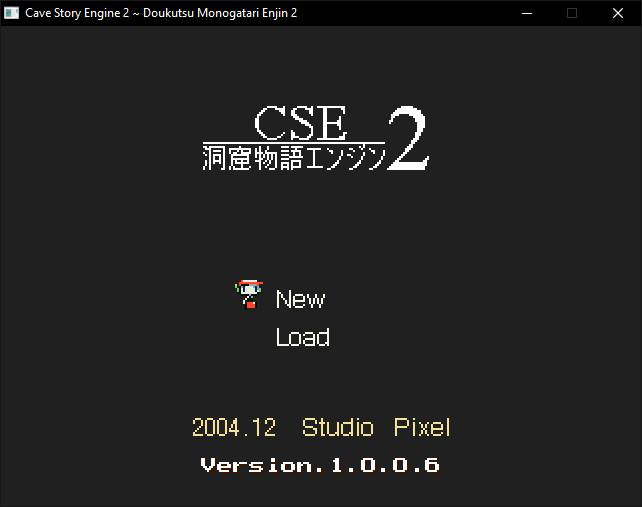 Cave Story Engine 2 ~ Doukutsu Monogatari Enjin 2
CSE
洞窟物語エンジン2
New
Load
2004.12 Studio Pixel
Version.1.0.0.6